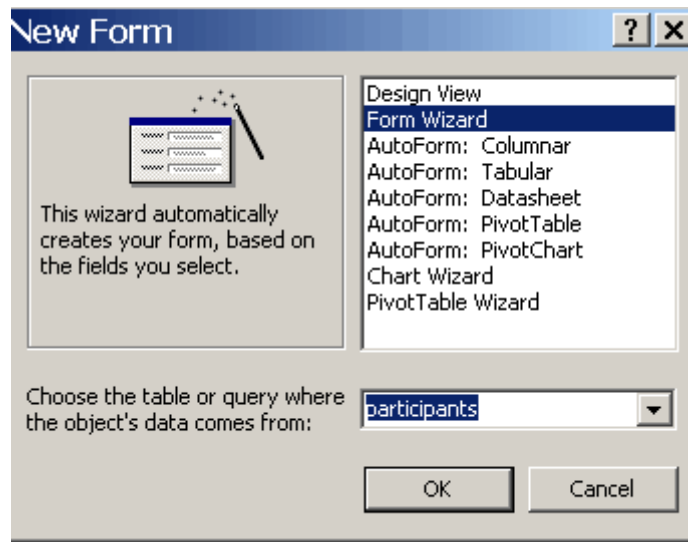 New Form
This wizard automatically
creates your form, based on
the fields you select.
Design View
Form Wizard
AutoForm: Columnar
AutoForm: Tabular
AutoForm: Datasheet
AutoForm: PivotTable
AutoForm: PivotChart
Chart Wizard
PivotTable Wizard
Choose the table or query where
the object's data comes from:
participants
OK
Cancel